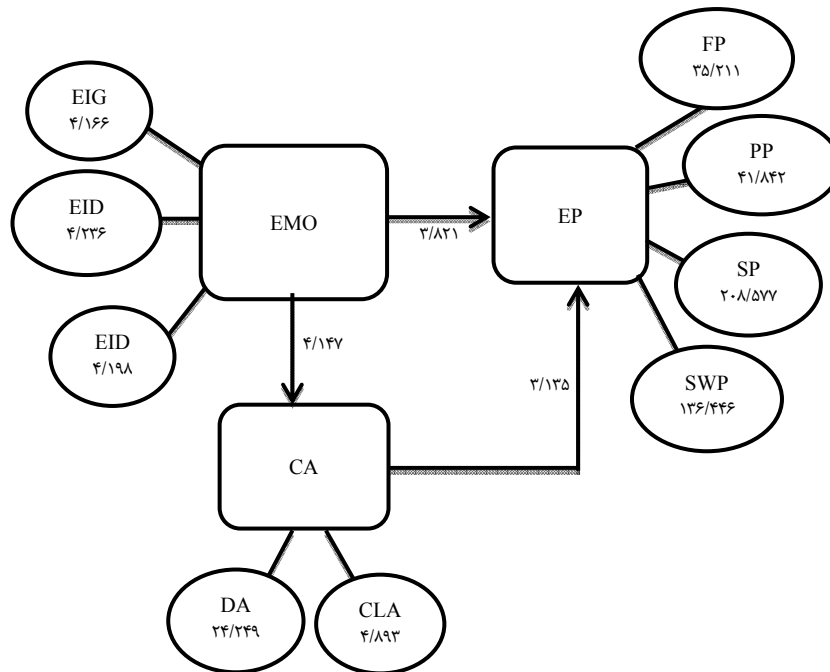 FP
۳۵/۲۱۱
EIG
۴/۱۶۶
PP
۴۱/۸۴۲
EID
۴/۲۳۶
EMO
EP
۳/۸۲۱
SP
۲۰۸/۵۷۷
EID
۴/۱۹۸
۴/۱۴۷
۳/۱۳۵
SWP
۱۳۶/۴۴۶
CA
DA
۲۴/۲۴۹
CLA
۴/۸۹۳